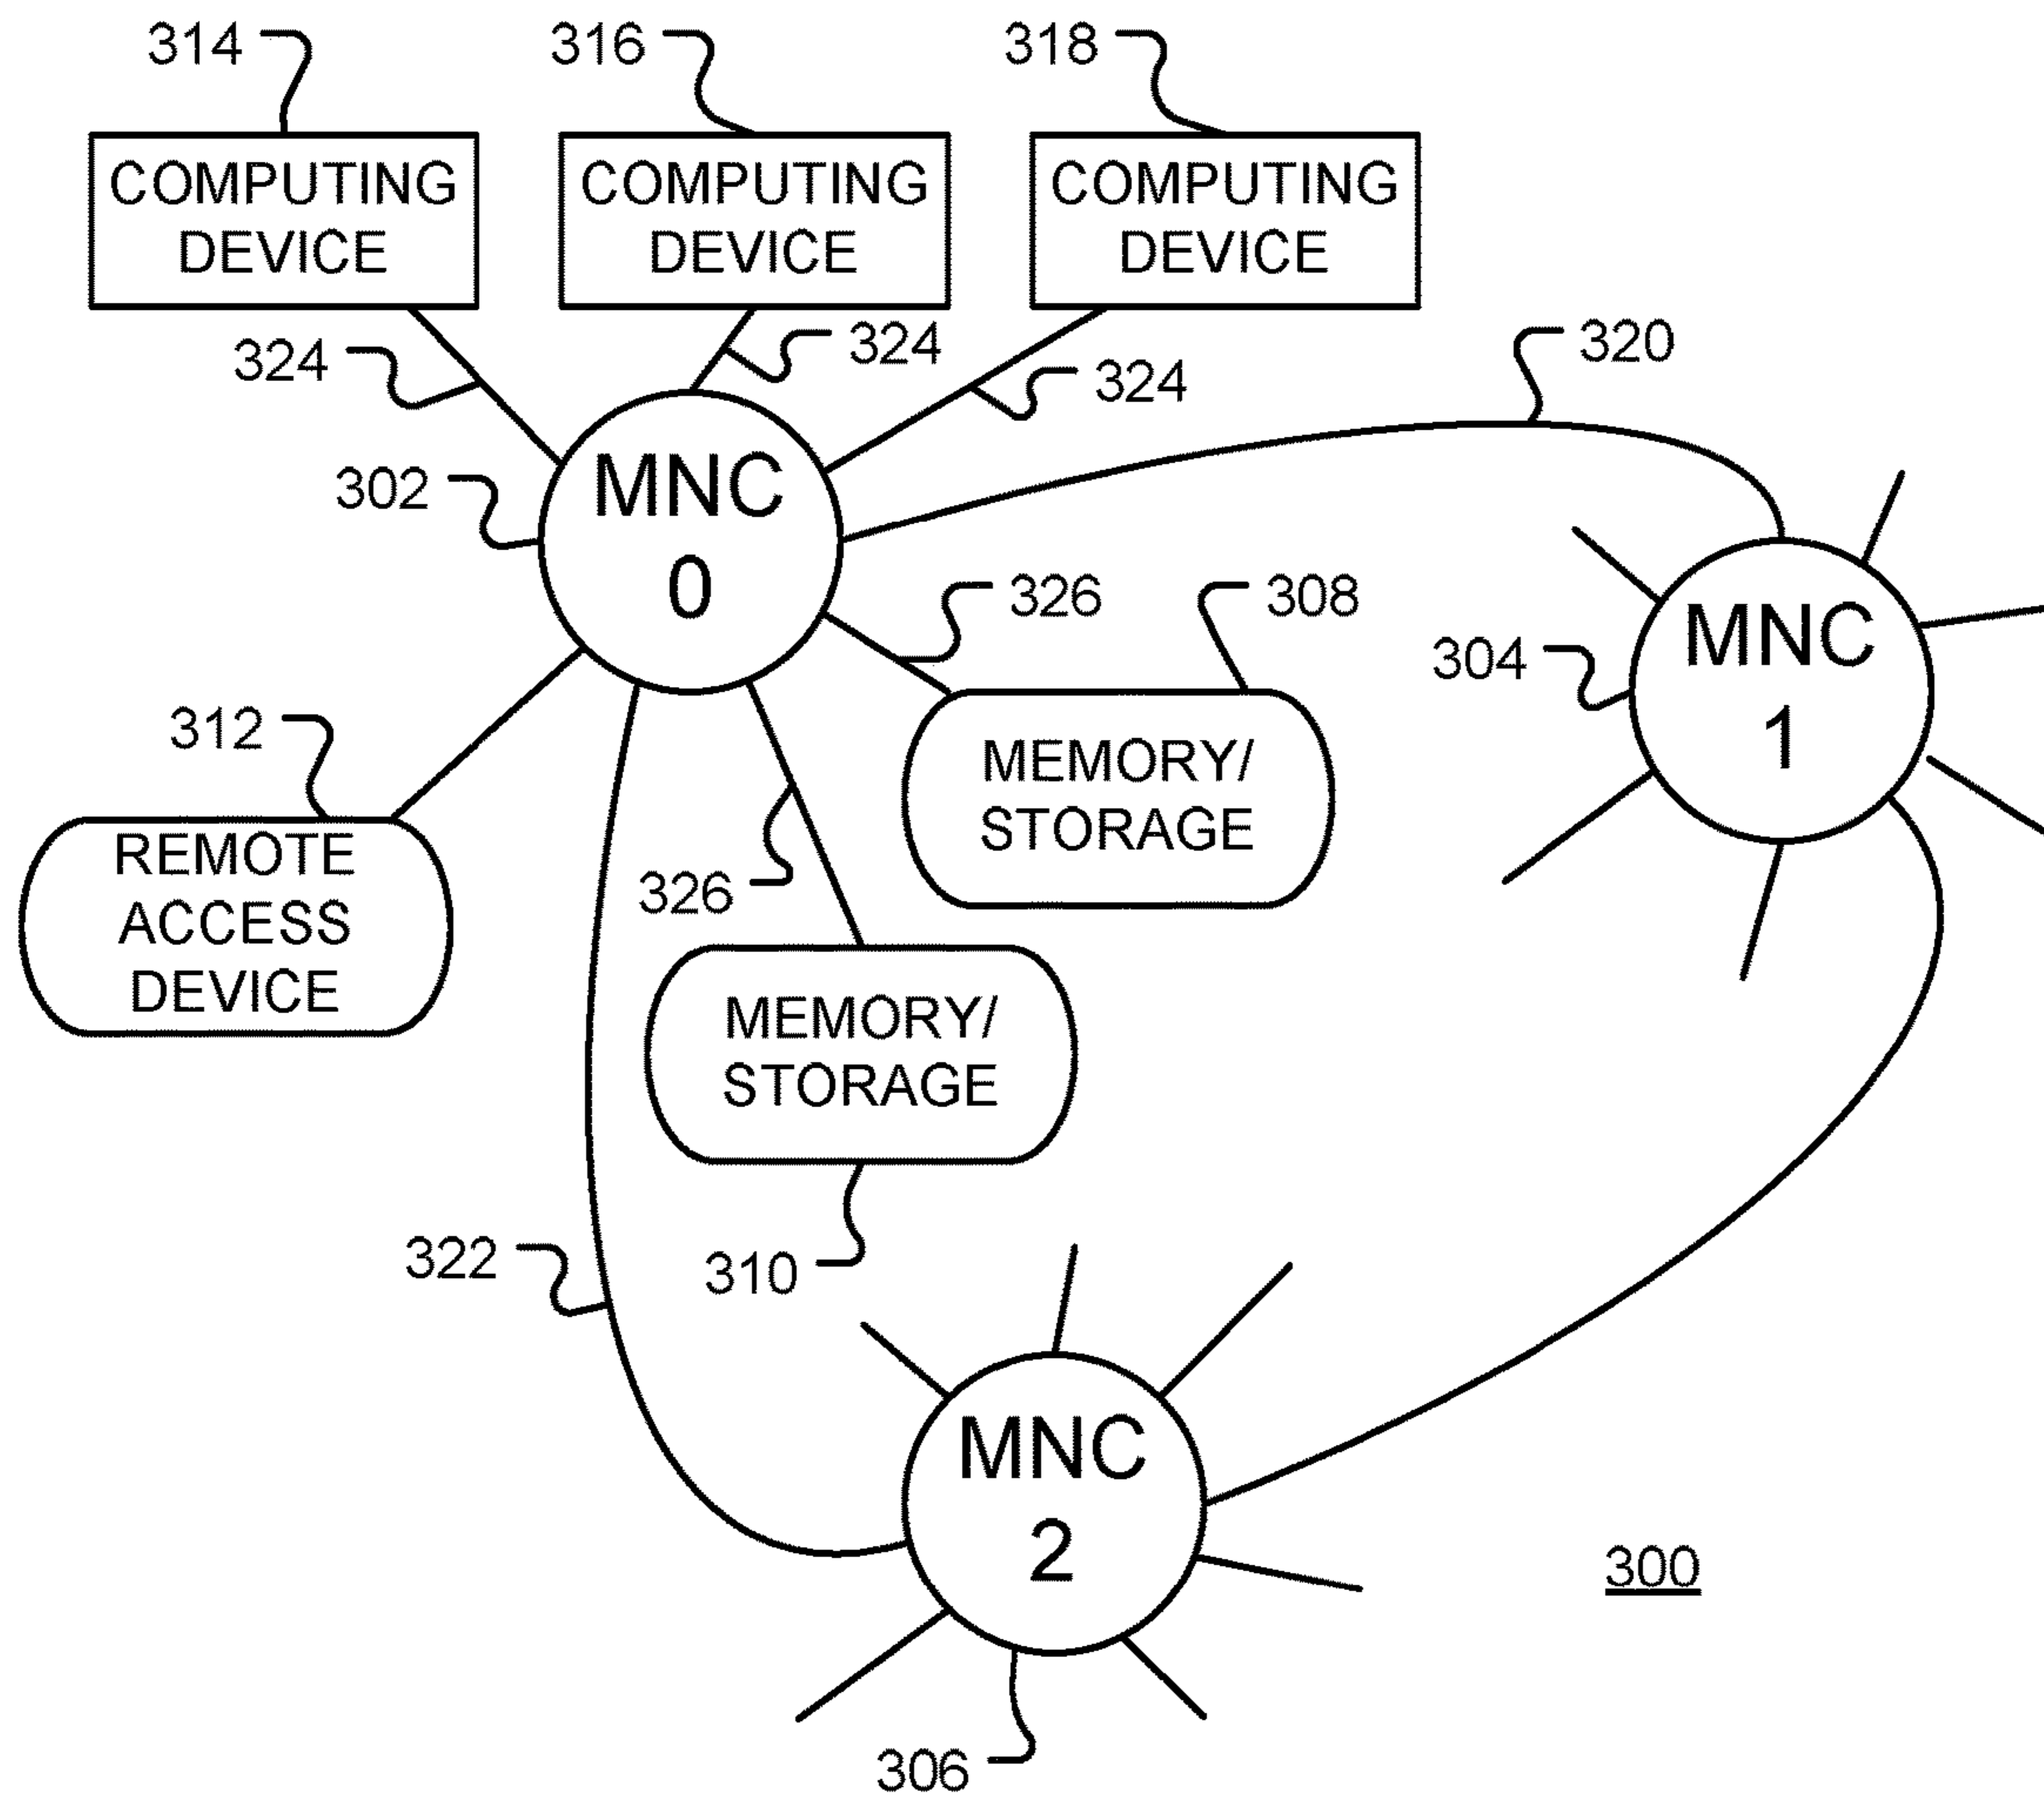 314
316
318
COMPUTING
DEVICE
COMPUTING
DEVICE
COMPUTING
DEVICE
324
324
324
320
302
MNC
0
326
308
304
MNC
1
312
MEMORY/
STORAGE
REMOTE
ACCESS
DEVICE
326
MEMORY/
STORAGE
322
310
MNC
2
300
306